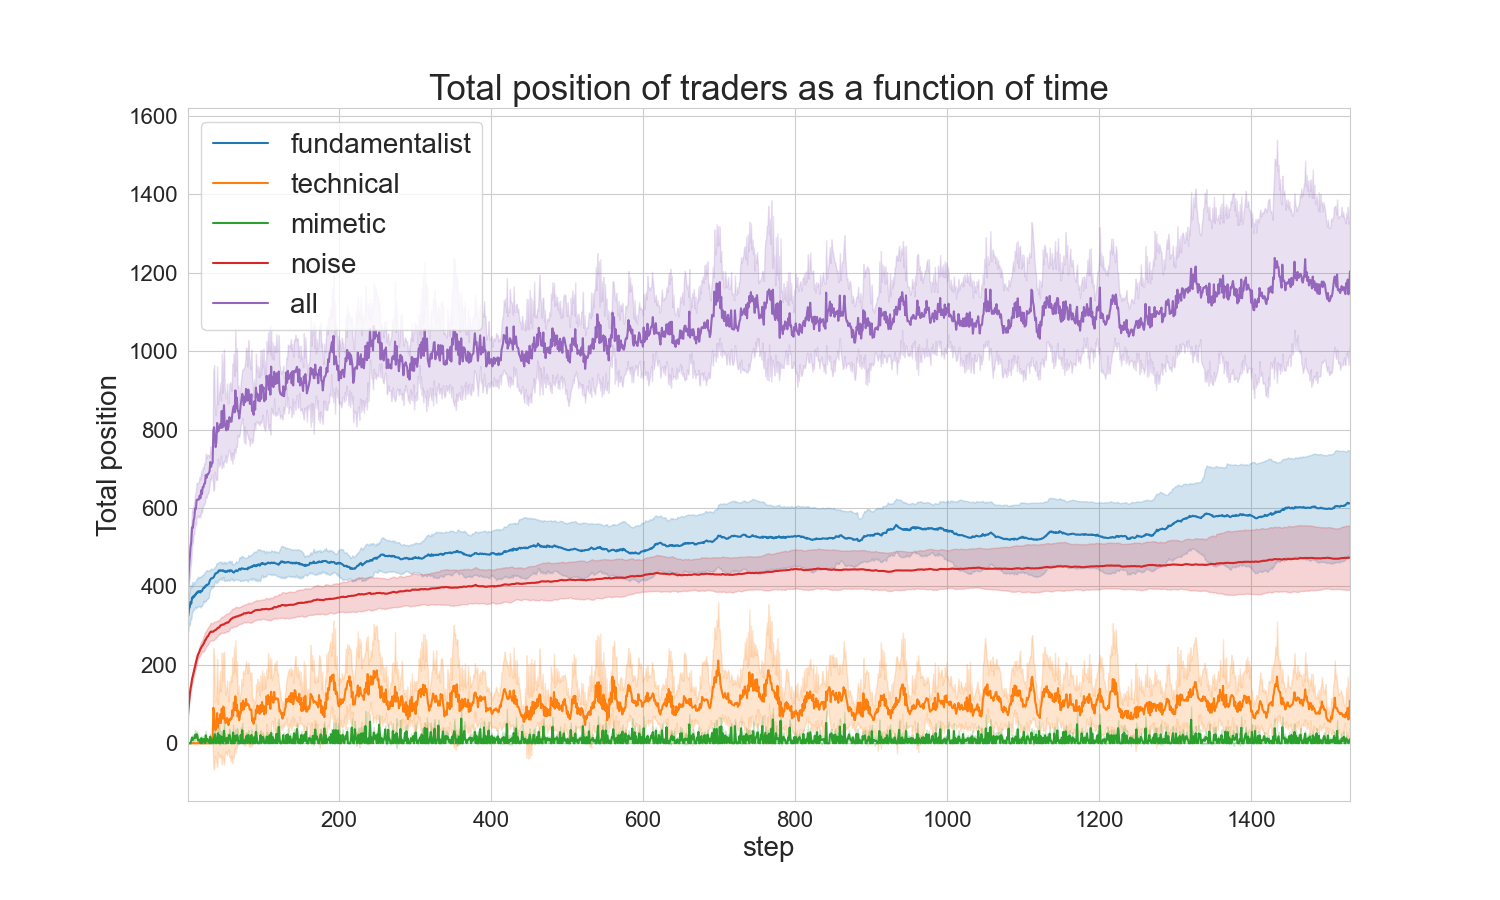 Total position of traders as a function of time
1600
1400
1200
1000
800
600
400
200
0
fundamentalist
technical
mimetic
noise
all
Total position
200 400 600 800 1000 1200 1400
step